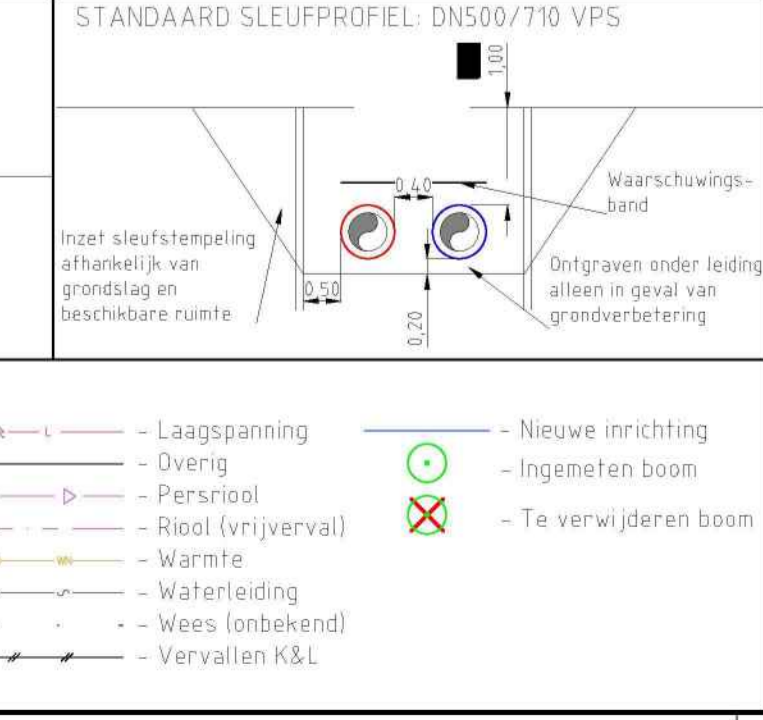 STANDAARD SLEUFPROFIEL: DN500/710 VPS
1,00
0,40
Waarschuwings-
band
Inzet sleufstempeling
afhankelijk van
grondslag en
beschikbare ruimte
Ontgraven onder leiding
alleen in geval van
grondverbetering
0,50
0,20
L - Laagspanning
- Overig
- Persriool
- Riool (vrijverval)
WN - Warmte
- Waterleiding
- Wees (onbekend)
- Vervallen K&L
- Nieuwe inrichting
- Ingemeten boom
- Te verwijderen boom